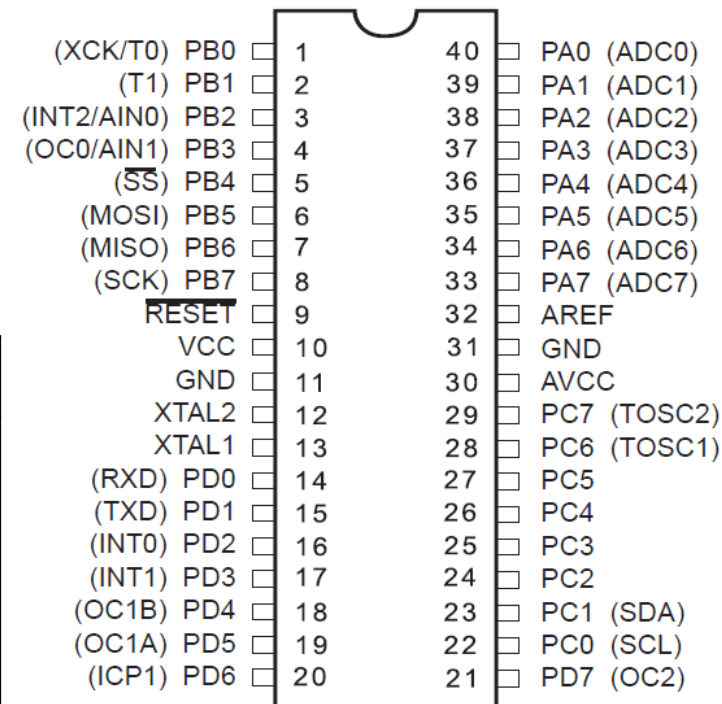 (XCK/T0) PB0 1 40 PA0 (ADC0)
(T1) PB1 2 39 PA1 (ADC1)
(INT2/AIN0) PB2 3 38 PA2 (ADC2)
(OC0/AIN1) PB3 4 37 PA3 (ADC3)
(SS) PB4 5 36 PA4 (ADC4)
(MOSI) PB5 6 35 PA5 (ADC5)
(MISO) PB6 7 34 PA6 (ADC6)
(SCK) PB7 8 33 PA7 (ADC7)
RESET 9 32 AREF
VCC 10 31 GND
GND 11 30 AVCC
XTAL2 12 29 PC7 (TOSC2)
XTAL1 13 28 PC6 (TOSC1)
(RXD) PD0 14 27 PC5
(TXD) PD1 15 26 PC4
(INT0) PD2 16 25 PC3
(INT1) PD3 17 24 PC2
(OC1B) PD4 18 23 PC1 (SDA)
(OC1A) PD5 19 22 PC0 (SCL)
(ICP1) PD6 20 21 PD7 (OC2)